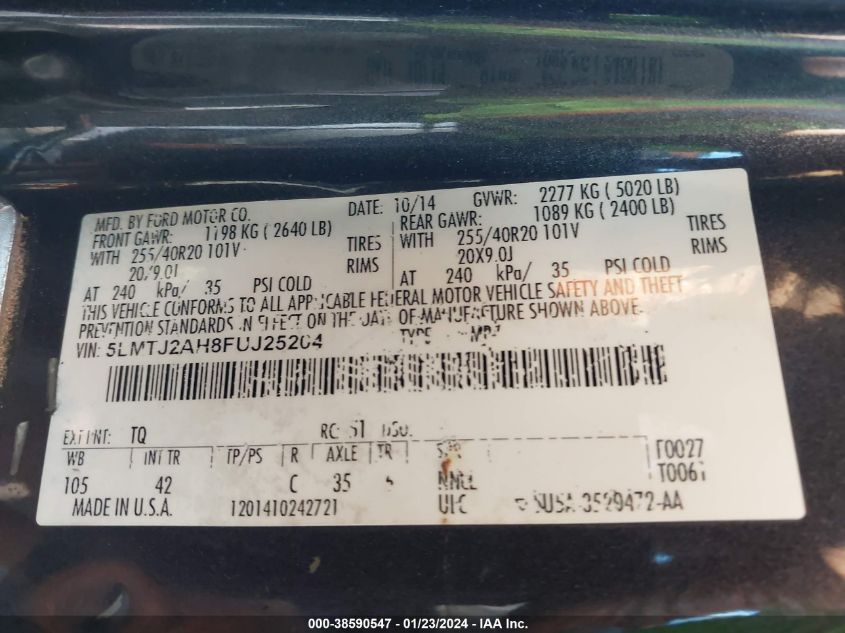 MFD. BY FORD MOTOR CO. DATE: 10/14 GVWR: 2277 KG ( 5020 LB)
FRONT GAWR: 1198 KG ( 2640 LB) REAR GAWR: 1089 KG ( 2400 LB)
WITH 255/40R20 101V TIRES WITH 255/40R20 101V TIRES
RIMS 20X9.0J RIMS
AT 240 kPa/ 35 PSI COLD AT 240 kPa/ 35 PSI COLD
THIS VEHICLE CONFORMS TO ALL APPLICABLE FEDERAL MOTOR VEHICLE SAFETY AND THEFT
PREVENTION STANDARDS IN EFFECT ON THE DATE OF MANUFACTURE SHOWN ABOVE.
VIN: 5LMTJ2AH8FUJ25204 TYPE
EXT PNT: TQ
WB INT TR TP/PS R AXLE TR T0027
105 42 C 35 T0061
MADE IN U.S.A. 1201410242721
000-38590547 — 01/23/2024 — IAA Inc.